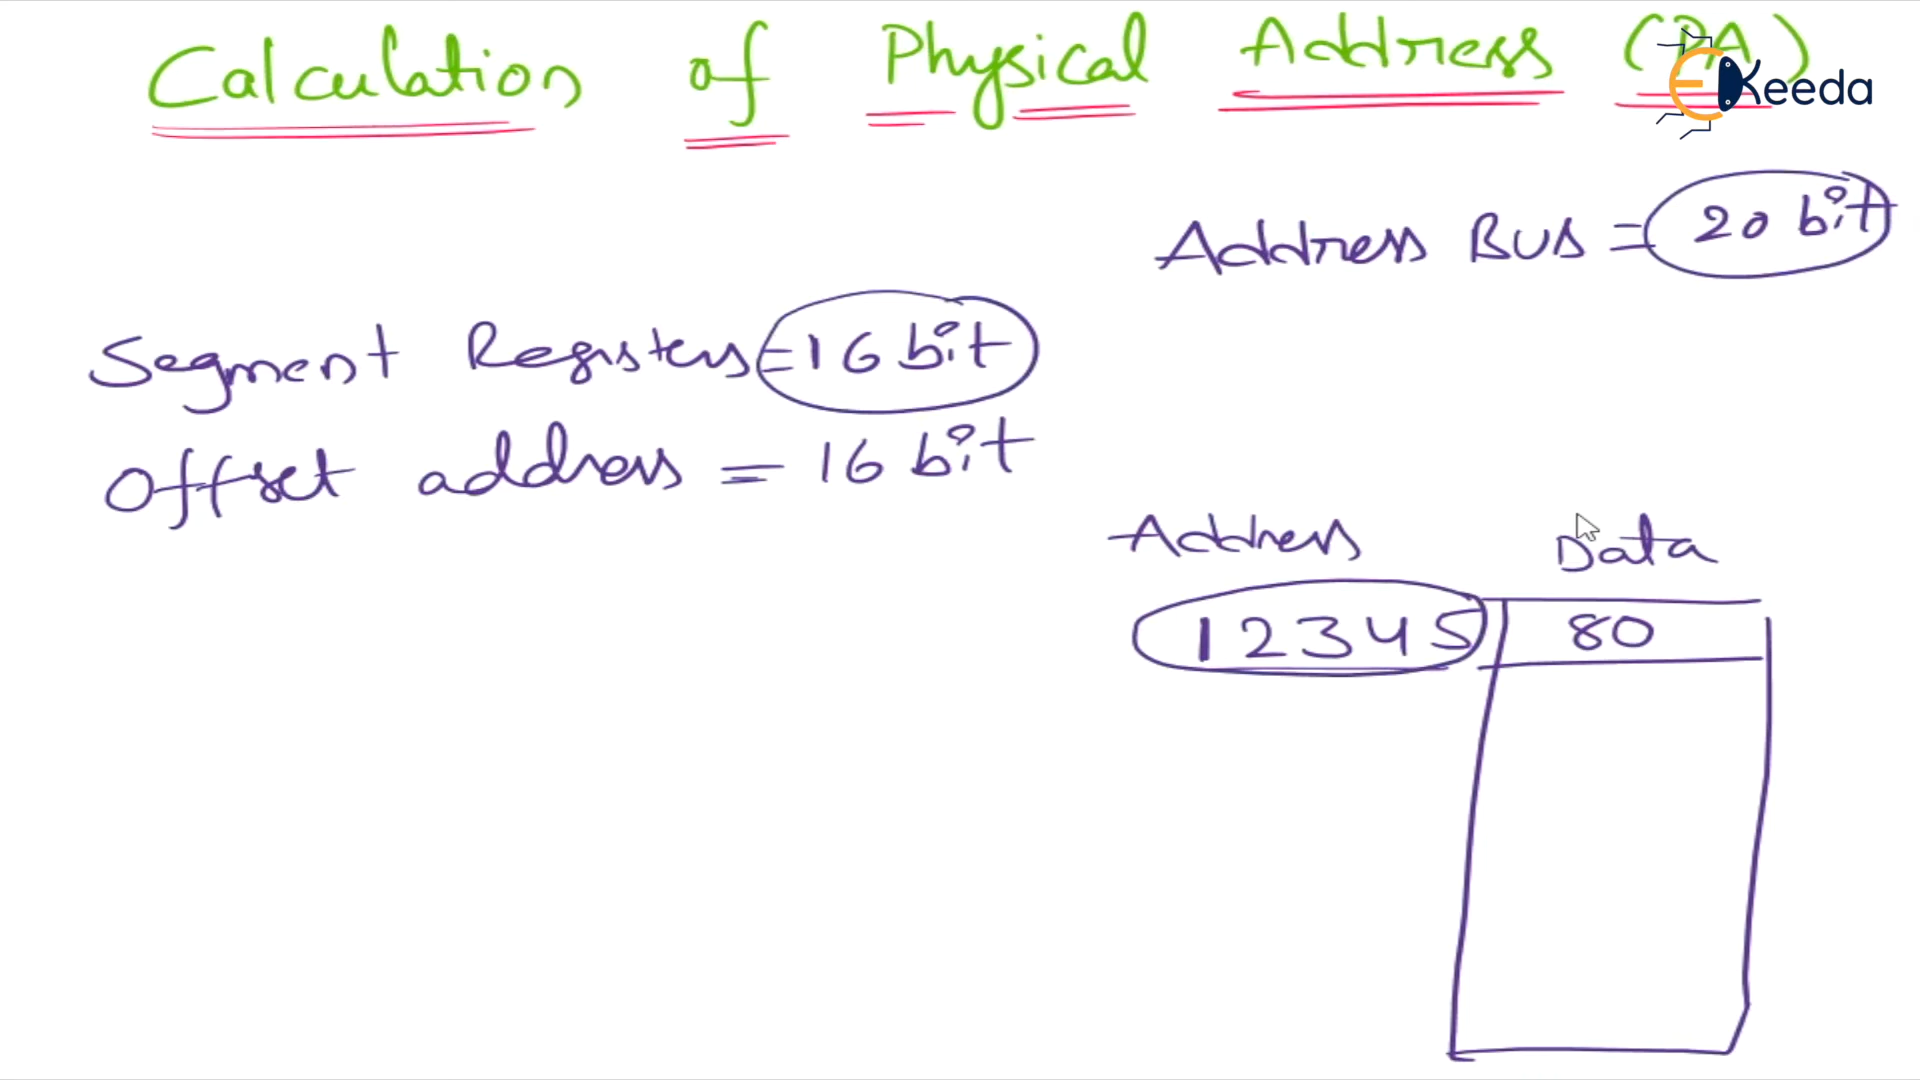 Calculation of Physical Address (PA)
EKeeda
Address Bus = 20 bit
Segment Registers = 16 bit
Offset address = 16 bit
Address Data
12345 80